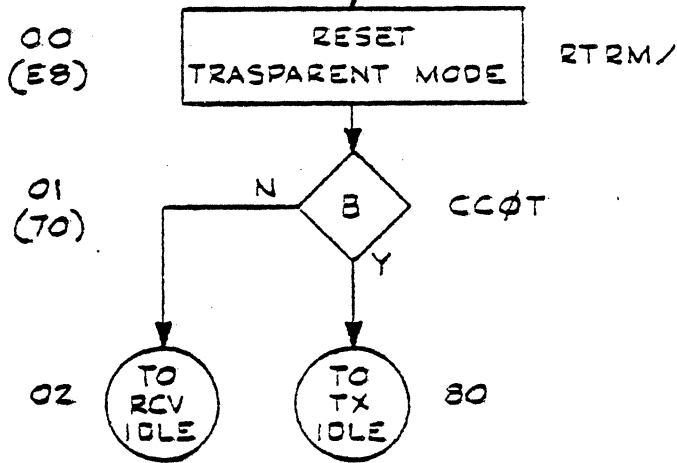 00
(E8)
RESET
TRASPARENT MODE
RTRM/
01
(70)
N
B
CCØT
Y
02
TO
RCV
IDLE
TO
TX
IDLE
80